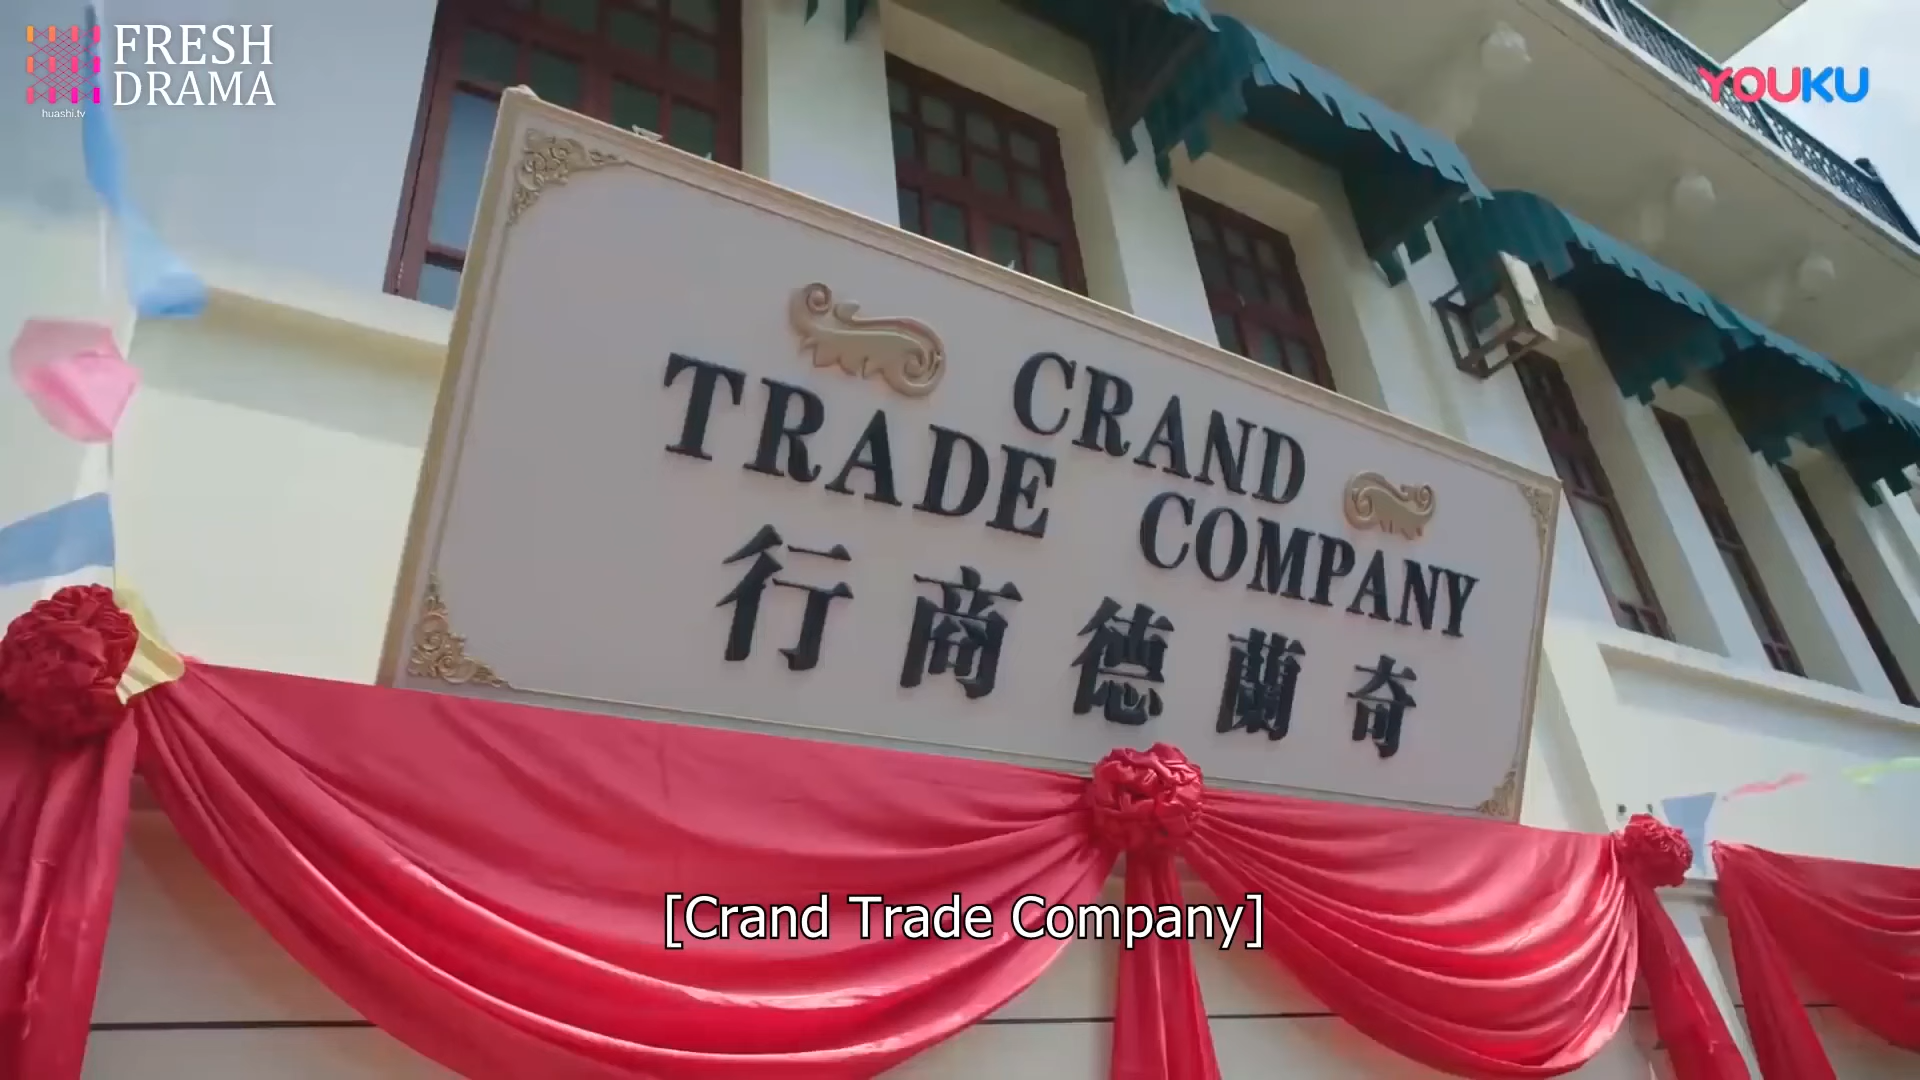 FRESH
DRAMA
huashi.tv
YOUKU
CRAND
TRADE COMPANY
行商德蘭奇
[Crand Trade Company]